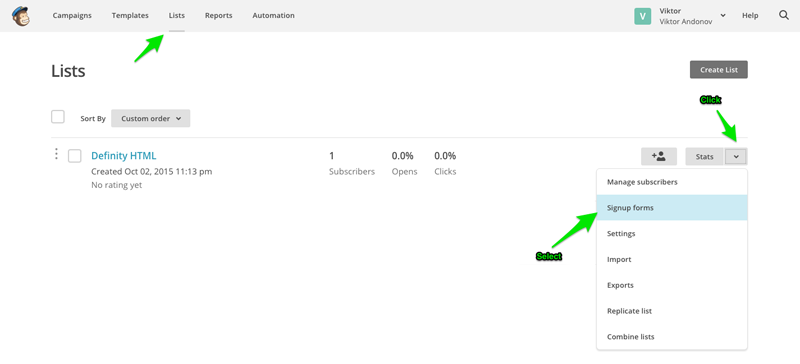 Campaigns Templates Lists Reports Automation
V Viktor
Viktor Andonov
Help
Lists
Create List
Click
Sort By Custom order
Definity HTML
Created Oct 02, 2015 11:13 pm
No rating yet
1
Subscribers
0.0%
Opens
0.0%
Clicks
Stats
Manage subscribers
Signup forms
Settings
Select
Import
Exports
Replicate list
Combine lists